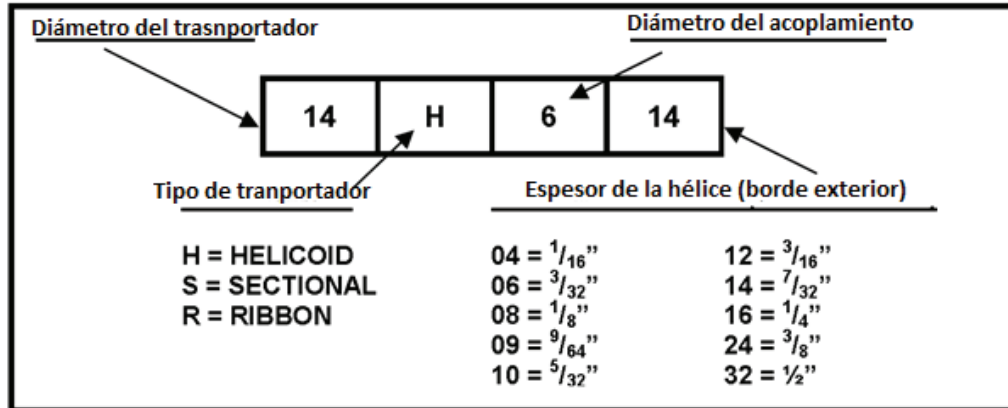 Diámetro del trasnportador
Diámetro del acoplamiento
14 H 6 14
Tipo de tranportador
Espesor de la hélice (borde exterior)
H = HELICOID
S = SECTIONAL
R = RIBBON
04 = 1/16”
06 = 3/32”
08 = 1/8”
09 = 9/64”
10 = 5/32”
12 = 3/16”
14 = 7/32”
16 = 1/4”
24 = 3/8”
32 = ½”